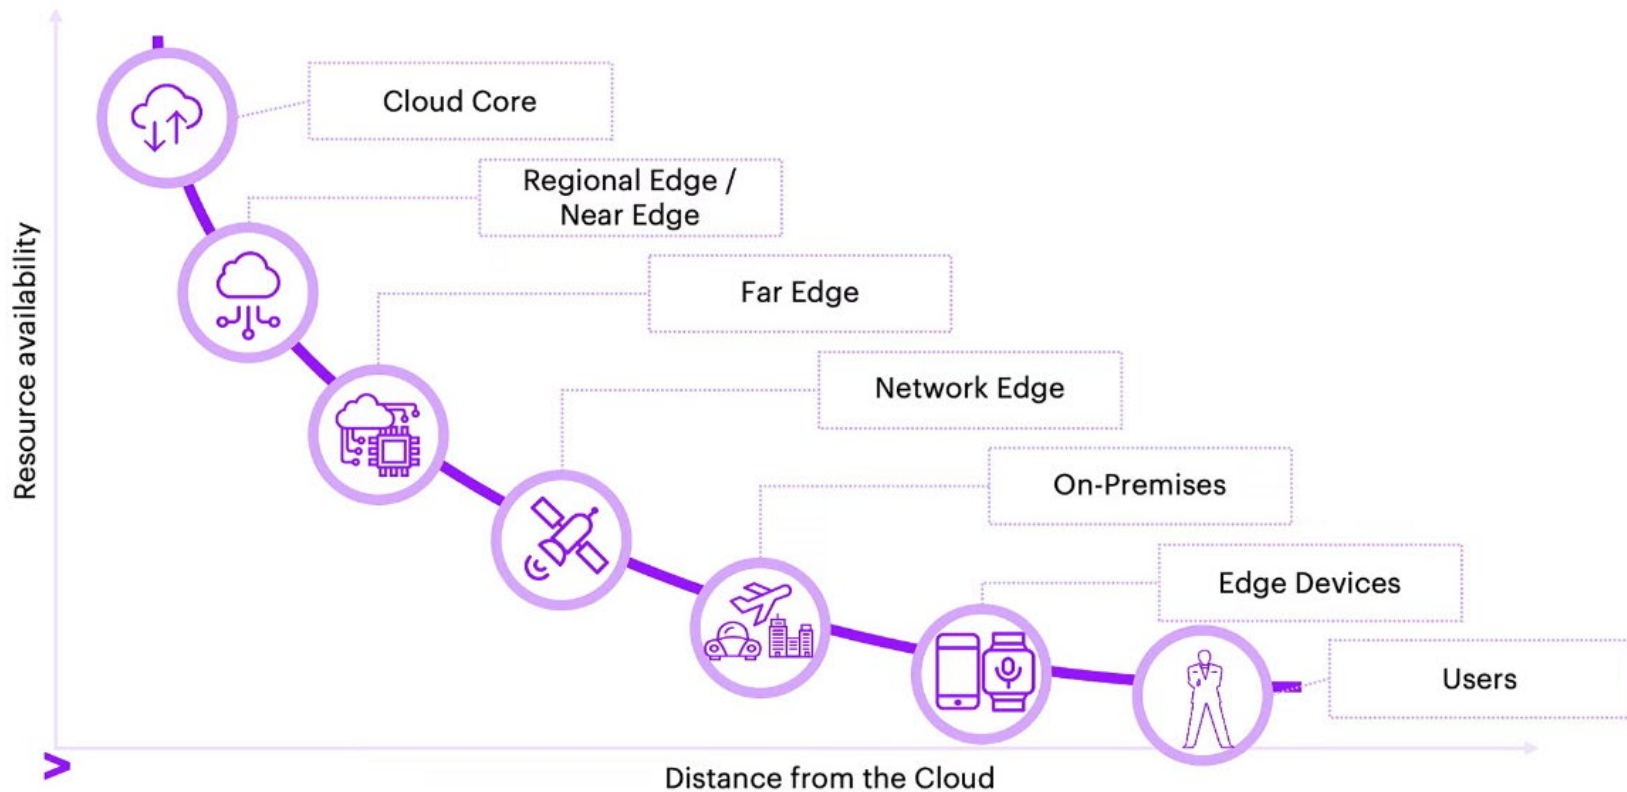 Cloud Core
Regional Edge /
Near Edge
Far Edge
Network Edge
On-Premises
Edge Devices
Users
Resource availability
Distance from the Cloud